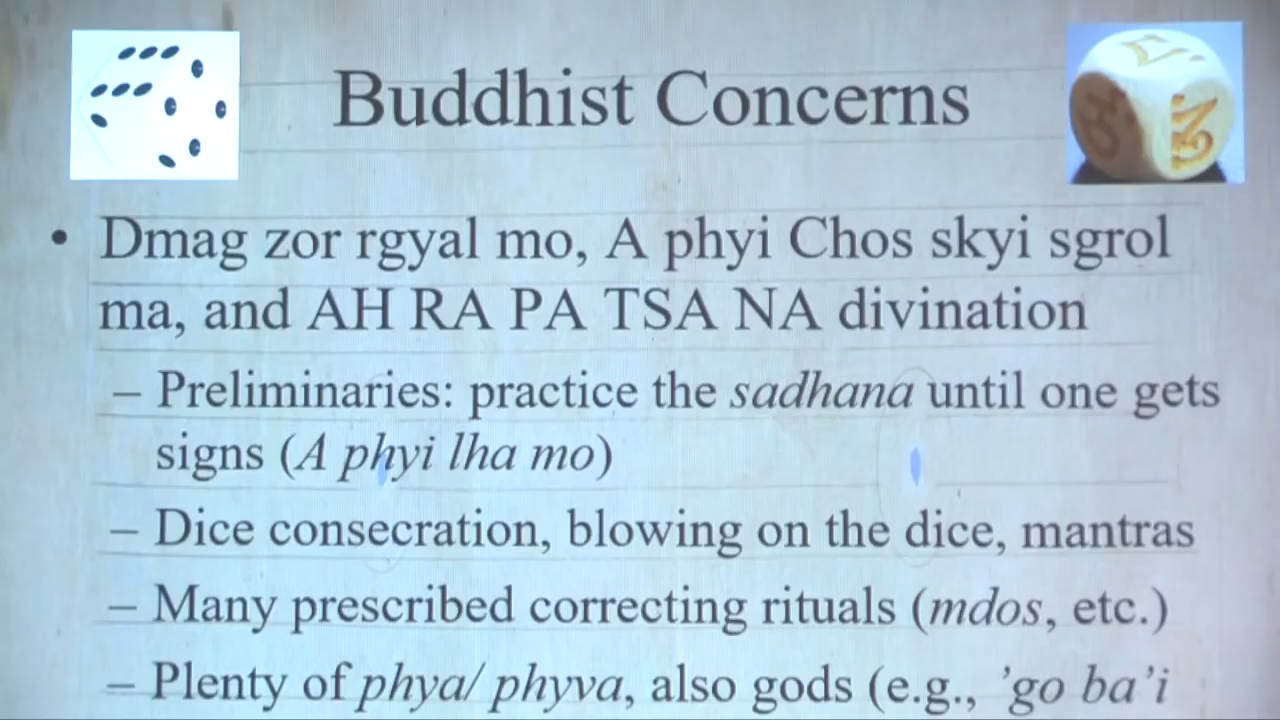 Buddhist Concerns
• Dmag zor rgyal mo, A phyi Chos skyi sgrol
ma, and AH RA PA TSA NA divination
– Preliminaries: practice the sadhana until one gets
signs (A phyi lha mo)
– Dice consecration, blowing on the dice, mantras
– Many prescribed correcting rituals (mdos, etc.)
– Plenty of phya/ phyva, also gods (e.g., ’go ba’i